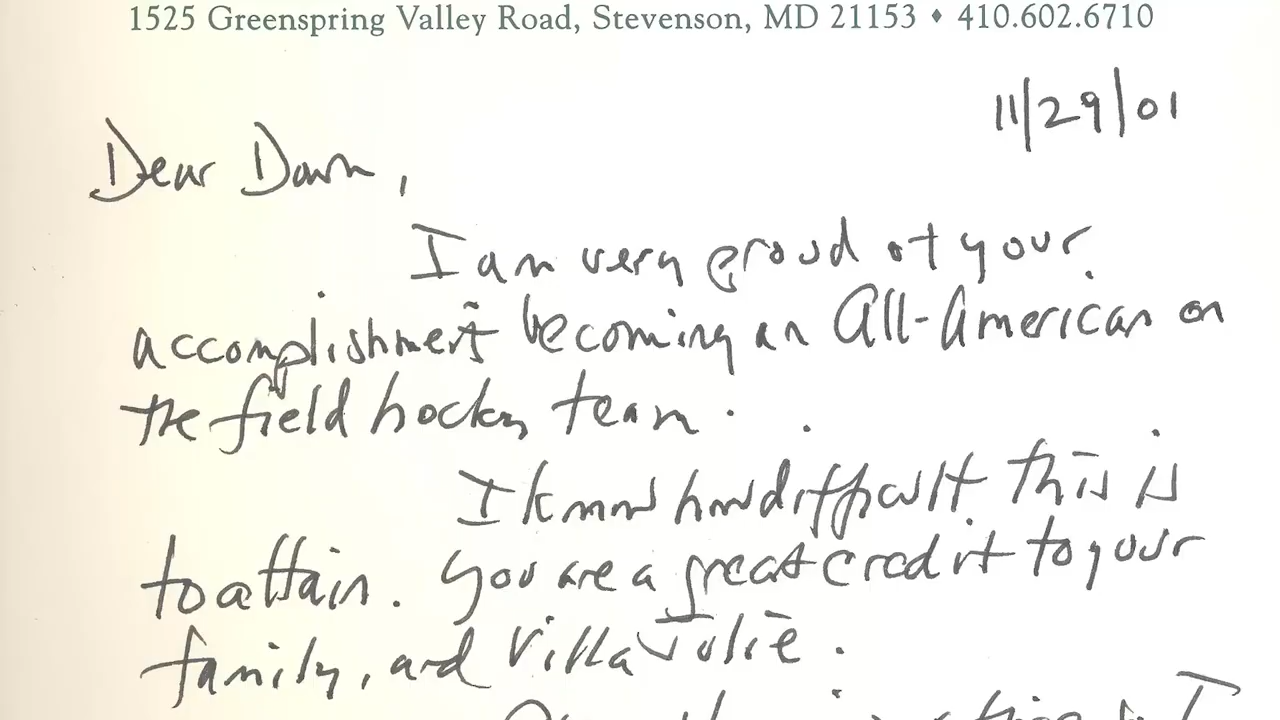 1525 Greenspring Valley Road, Stevenson, MD 21153 ♦ 410.602.6710
11/29/01
Dear Dawn,
I am very proud of your
accomplishment becoming an All-American on
the field hockey team.
I know how difficult this is
to attain. You are a great credit to your
family, and Villa Julie.